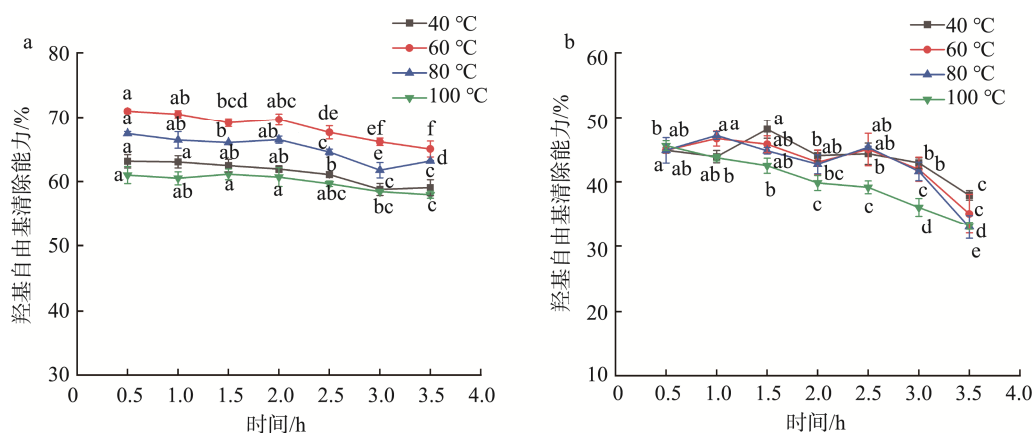 a
40 ℃
60 ℃
80 ℃
100 ℃
80
70
60
50
40
30
羟基自由基清除能力/%
a ab bcd abc de ef f
a ab b ab c e d
a a ab ab b c c
a ab a a abc bc c
0.0 0.5 1.0 1.5 2.0 2.5 3.0 3.5 4.0
时间/h
b
40 ℃
60 ℃
80 ℃
100 ℃
60
50
40
30
20
10
羟基自由基清除能力/%
b ab a a a b ab b c
ab ab b ab ab ab b c
ab bc b d
b c c d e
0 0.5 1.0 1.5 2.0 2.5 3.0 3.5 4.0
时间/h